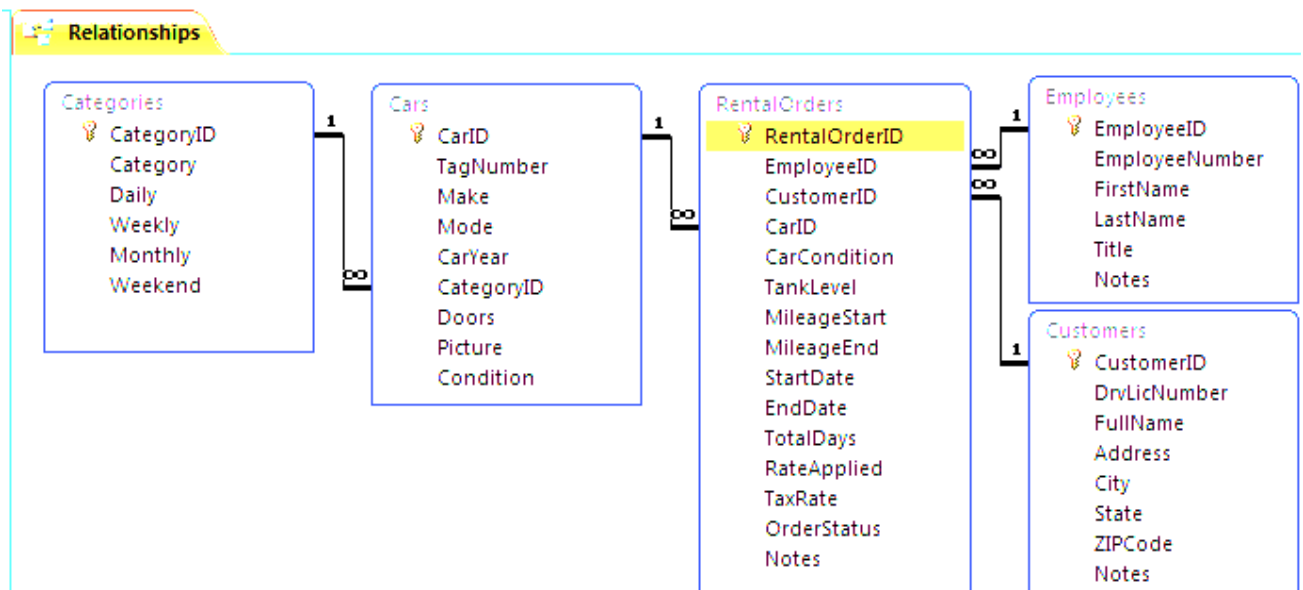 Relationships
Categories
CategoryID
Category
Daily
Weekly
Monthly
Weekend
1
∞
Cars
CarID
TagNumber
Make
Mode
CarYear
CategoryID
Doors
Picture
Condition
1
∞
RentalOrders
RentalOrderID
EmployeeID
CustomerID
CarID
CarCondition
TankLevel
MileageStart
MileageEnd
StartDate
EndDate
TotalDays
RateApplied
TaxRate
OrderStatus
Notes
∞
1
∞
1
Employees
EmployeeID
EmployeeNumber
FirstName
LastName
Title
Notes
Customers
CustomerID
DrvLicNumber
FullName
Address
City
State
ZIPCode
Notes